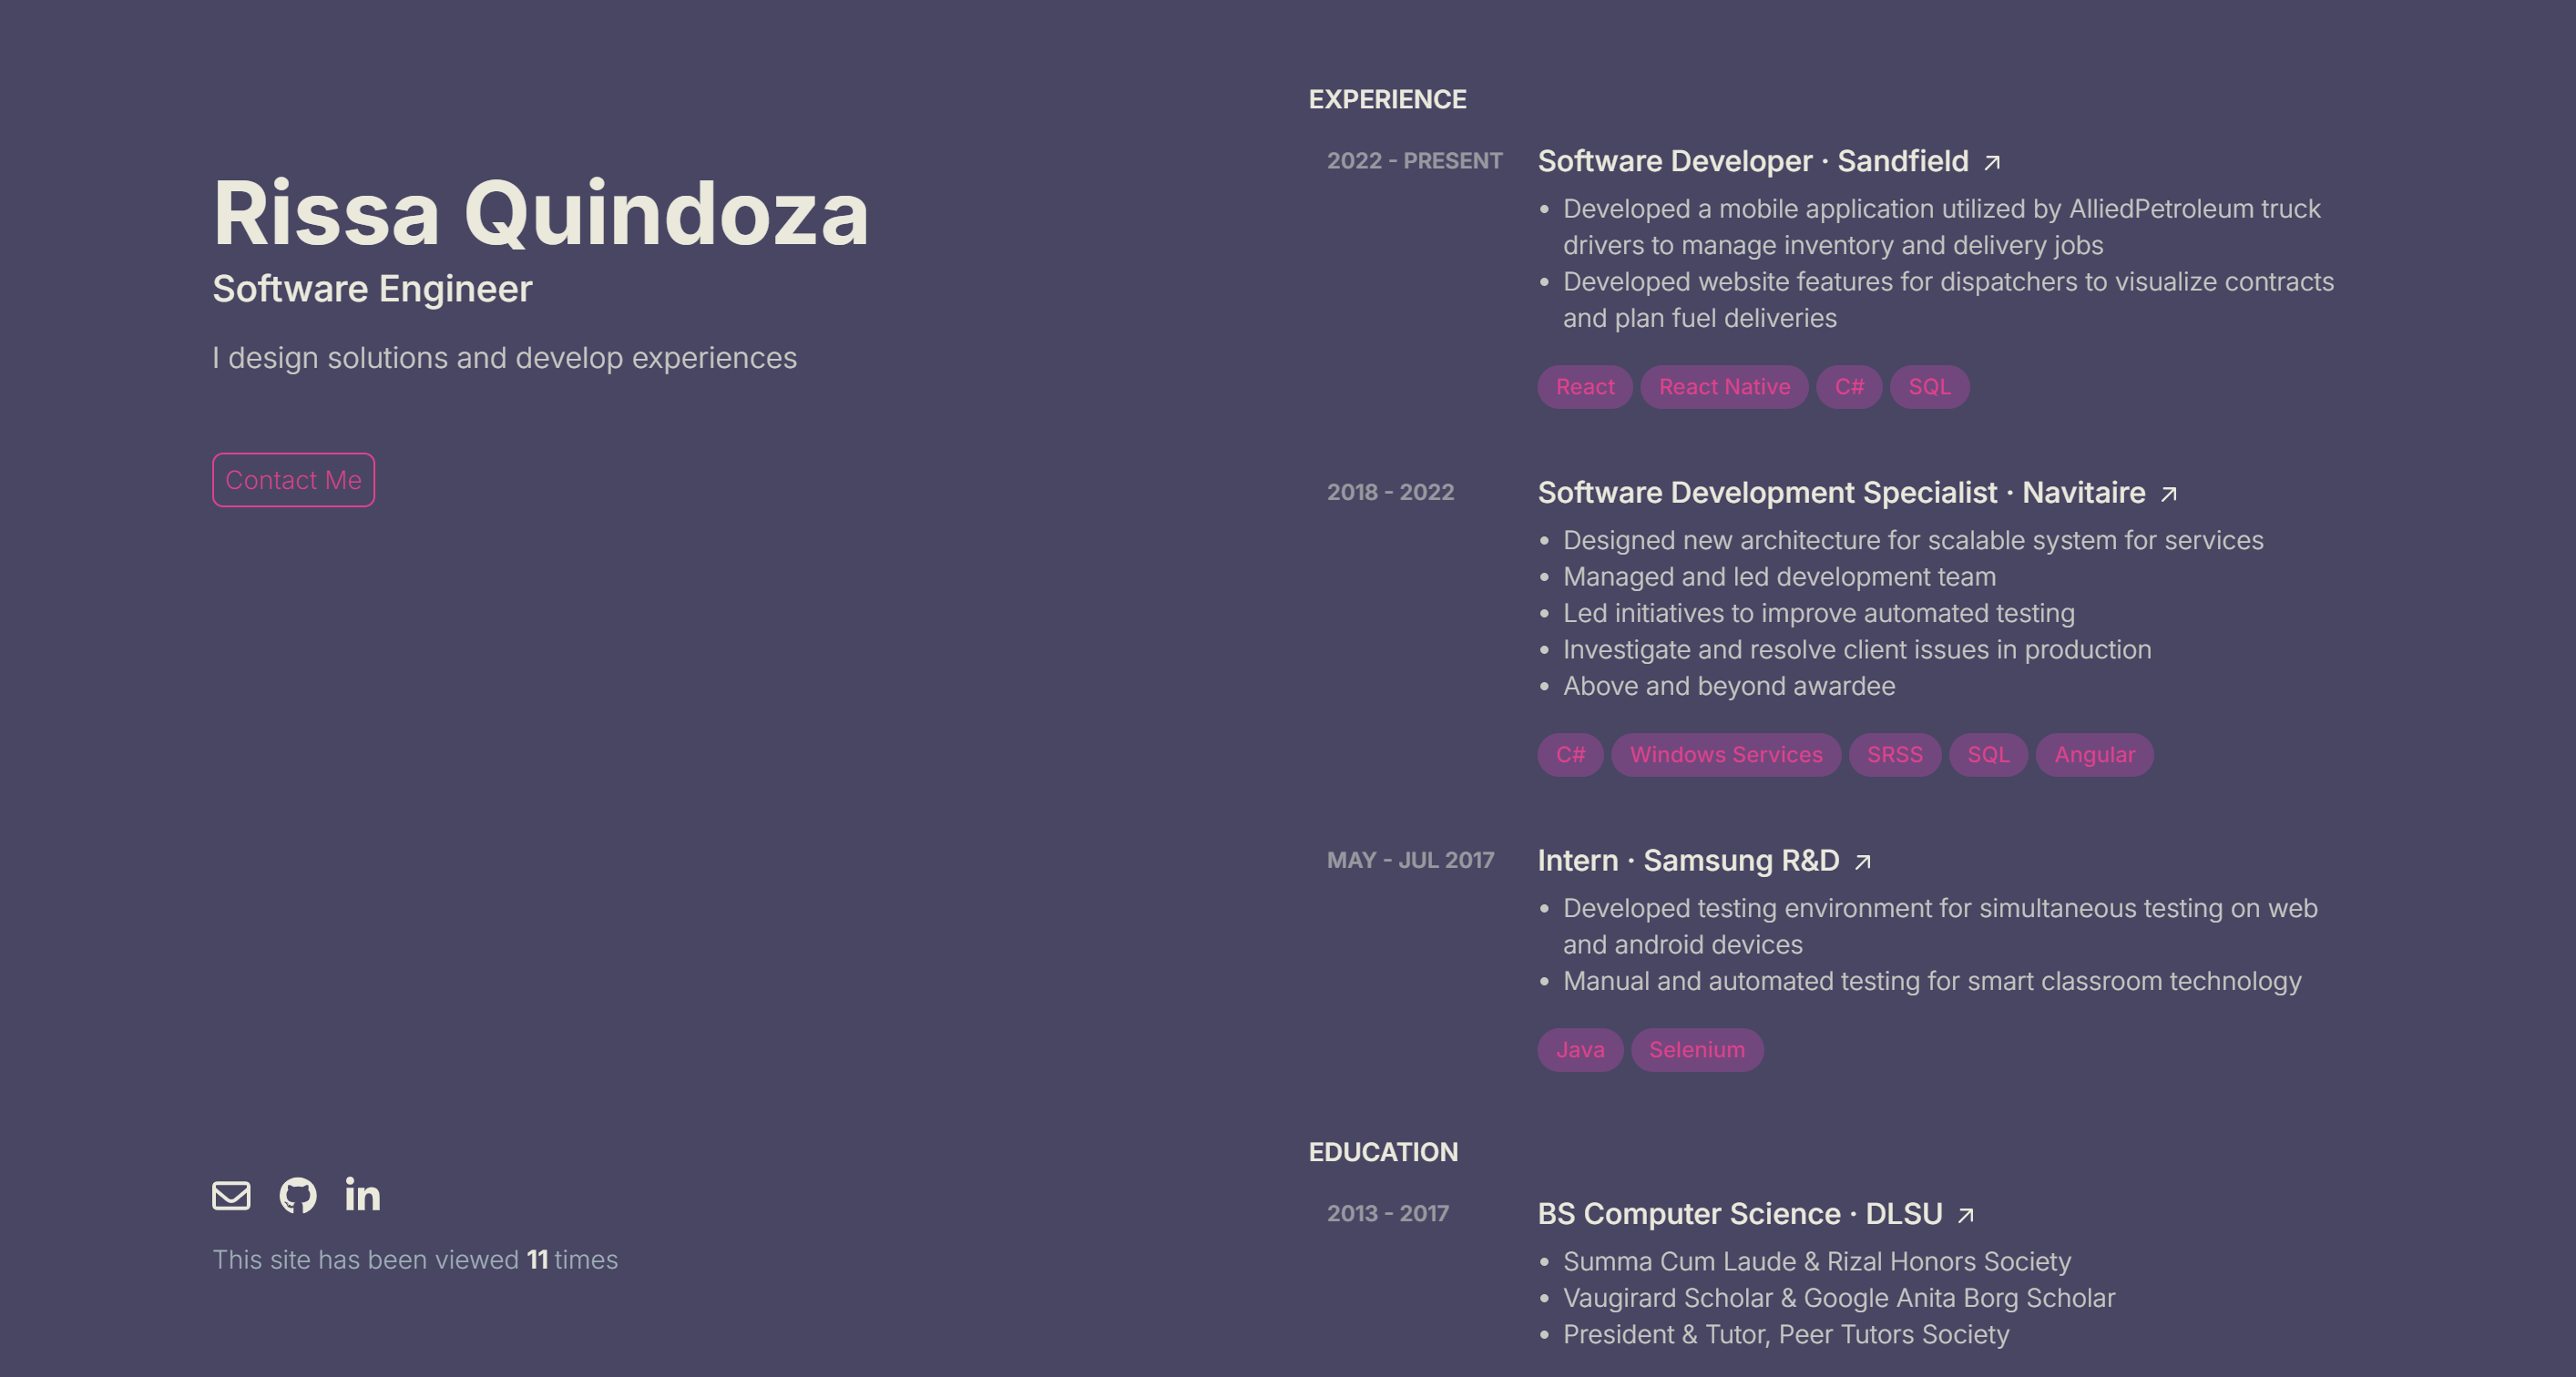 Rissa Quindoza
Software Engineer
I design solutions and develop experiences
Contact Me
in
This site has been viewed 11 times
EXPERIENCE
2022 - PRESENT
Software Developer · Sandfield
• Developed a mobile application utilized by AlliedPetroleum truck
drivers to manage inventory and delivery jobs
• Developed website features for dispatchers to visualize contracts
and plan fuel deliveries
React React Native C# SQL
2018 - 2022
Software Development Specialist · Navitaire
• Designed new architecture for scalable system for services
• Managed and led development team
• Led initiatives to improve automated testing
• Investigate and resolve client issues in production
• Above and beyond awardee
C# Windows Services SRSS SQL Angular
MAY - JUL 2017
Intern · Samsung R&D
• Developed testing environment for simultaneous testing on web
and android devices
• Manual and automated testing for smart classroom technology
Java Selenium
EDUCATION
2013 - 2017
BS Computer Science · DLSU
• Summa Cum Laude & Rizal Honors Society
• Vaugirard Scholar & Google Anita Borg Scholar
• President & Tutor, Peer Tutors Society